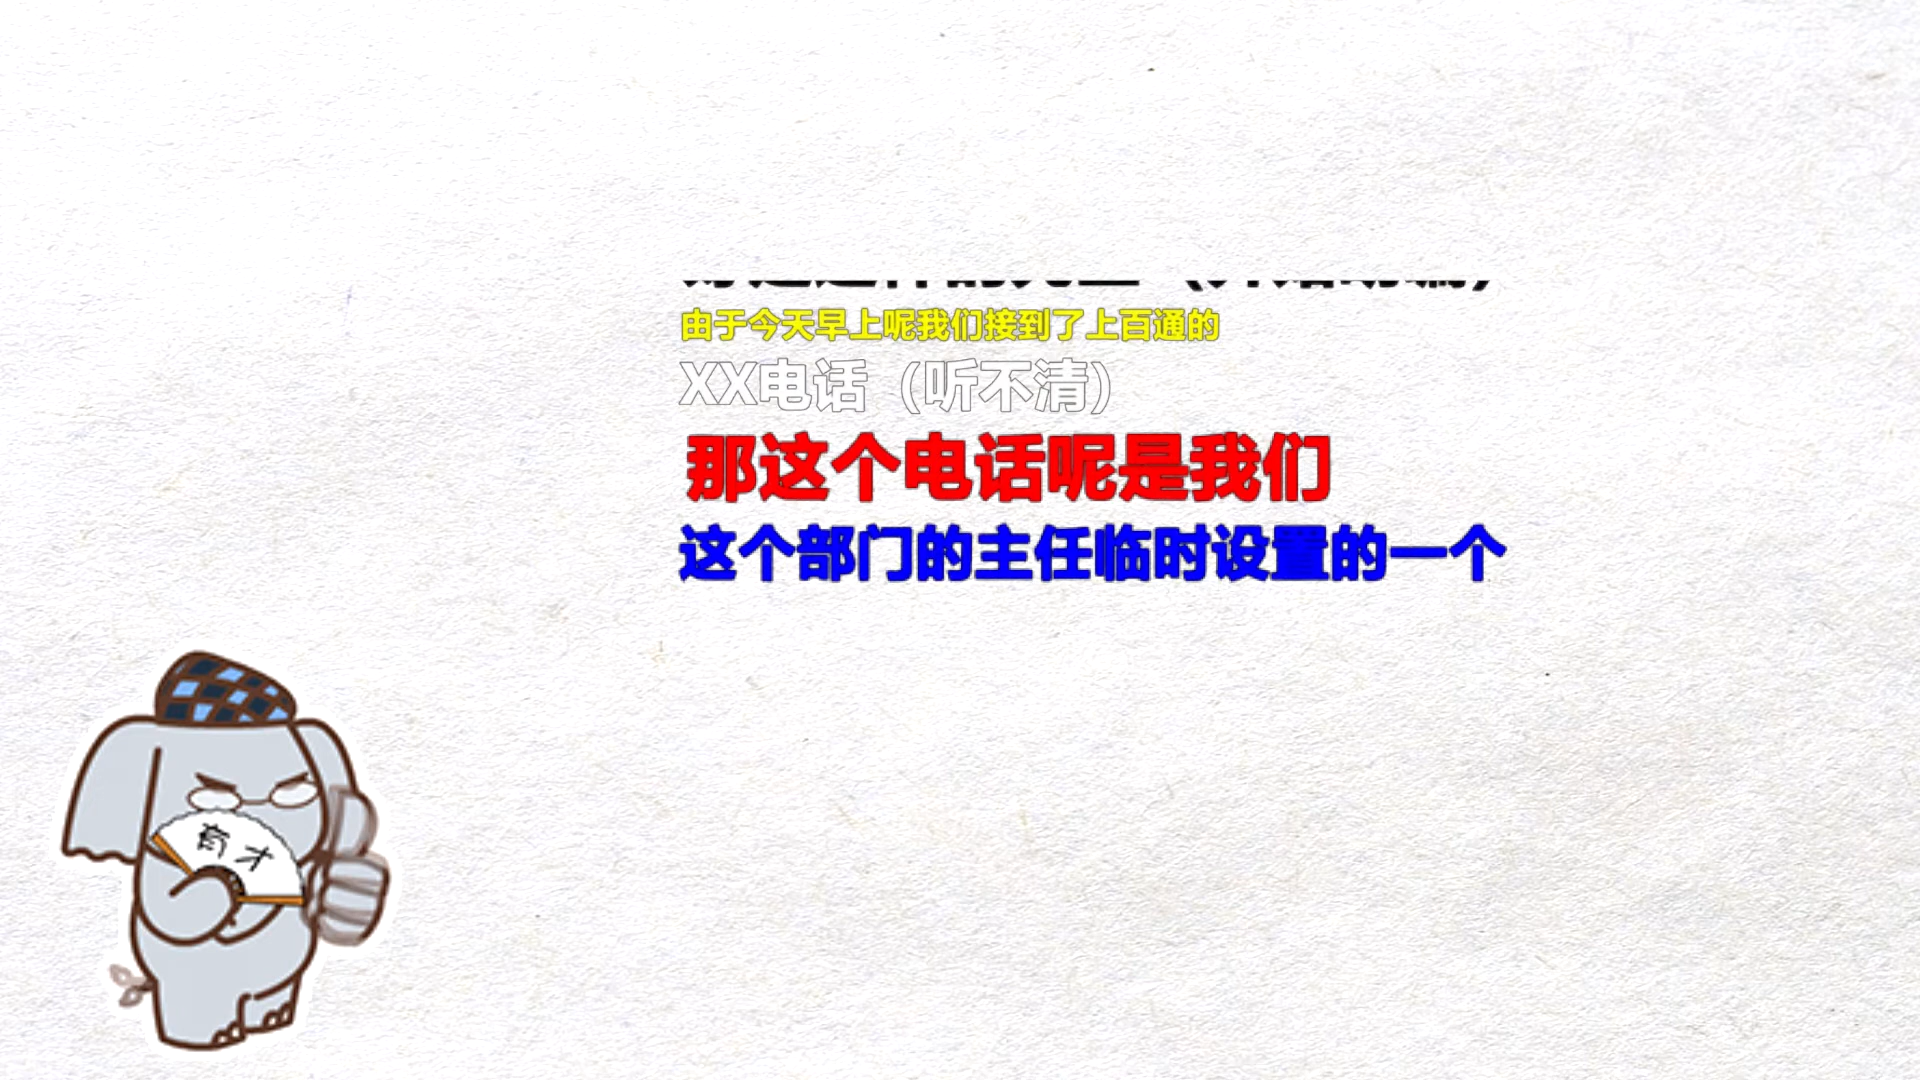 由于今天早上呢我们接到了上百通的
XX电话（听不清）
那这个电话呢是我们
这个部门的主任临时设置的一个
育才